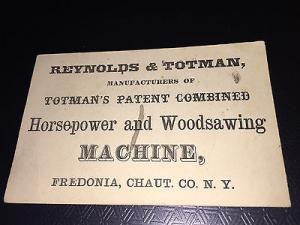 REYNOLDS & TOTMAN,
MANUFACTURERS OF
TOTMAN'S PATENT COMBINED
Horsepower and Woodsawing
MACHINE,
FREDONIA, CHAUT. CO. N. Y.